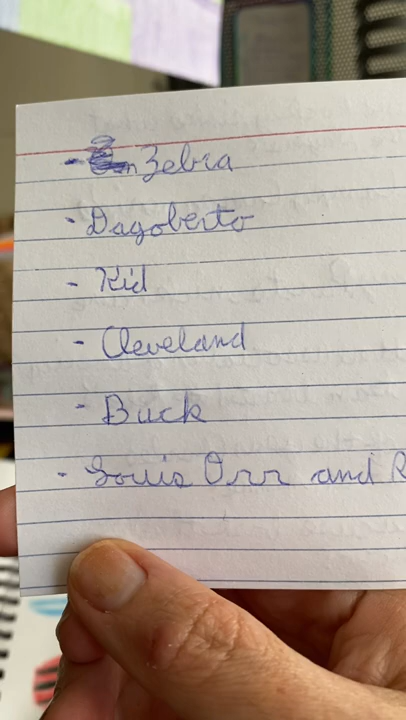 - Zebra
- Dagoberto
- Kid
- Cleveland
- Buck
- Louis Orr and R